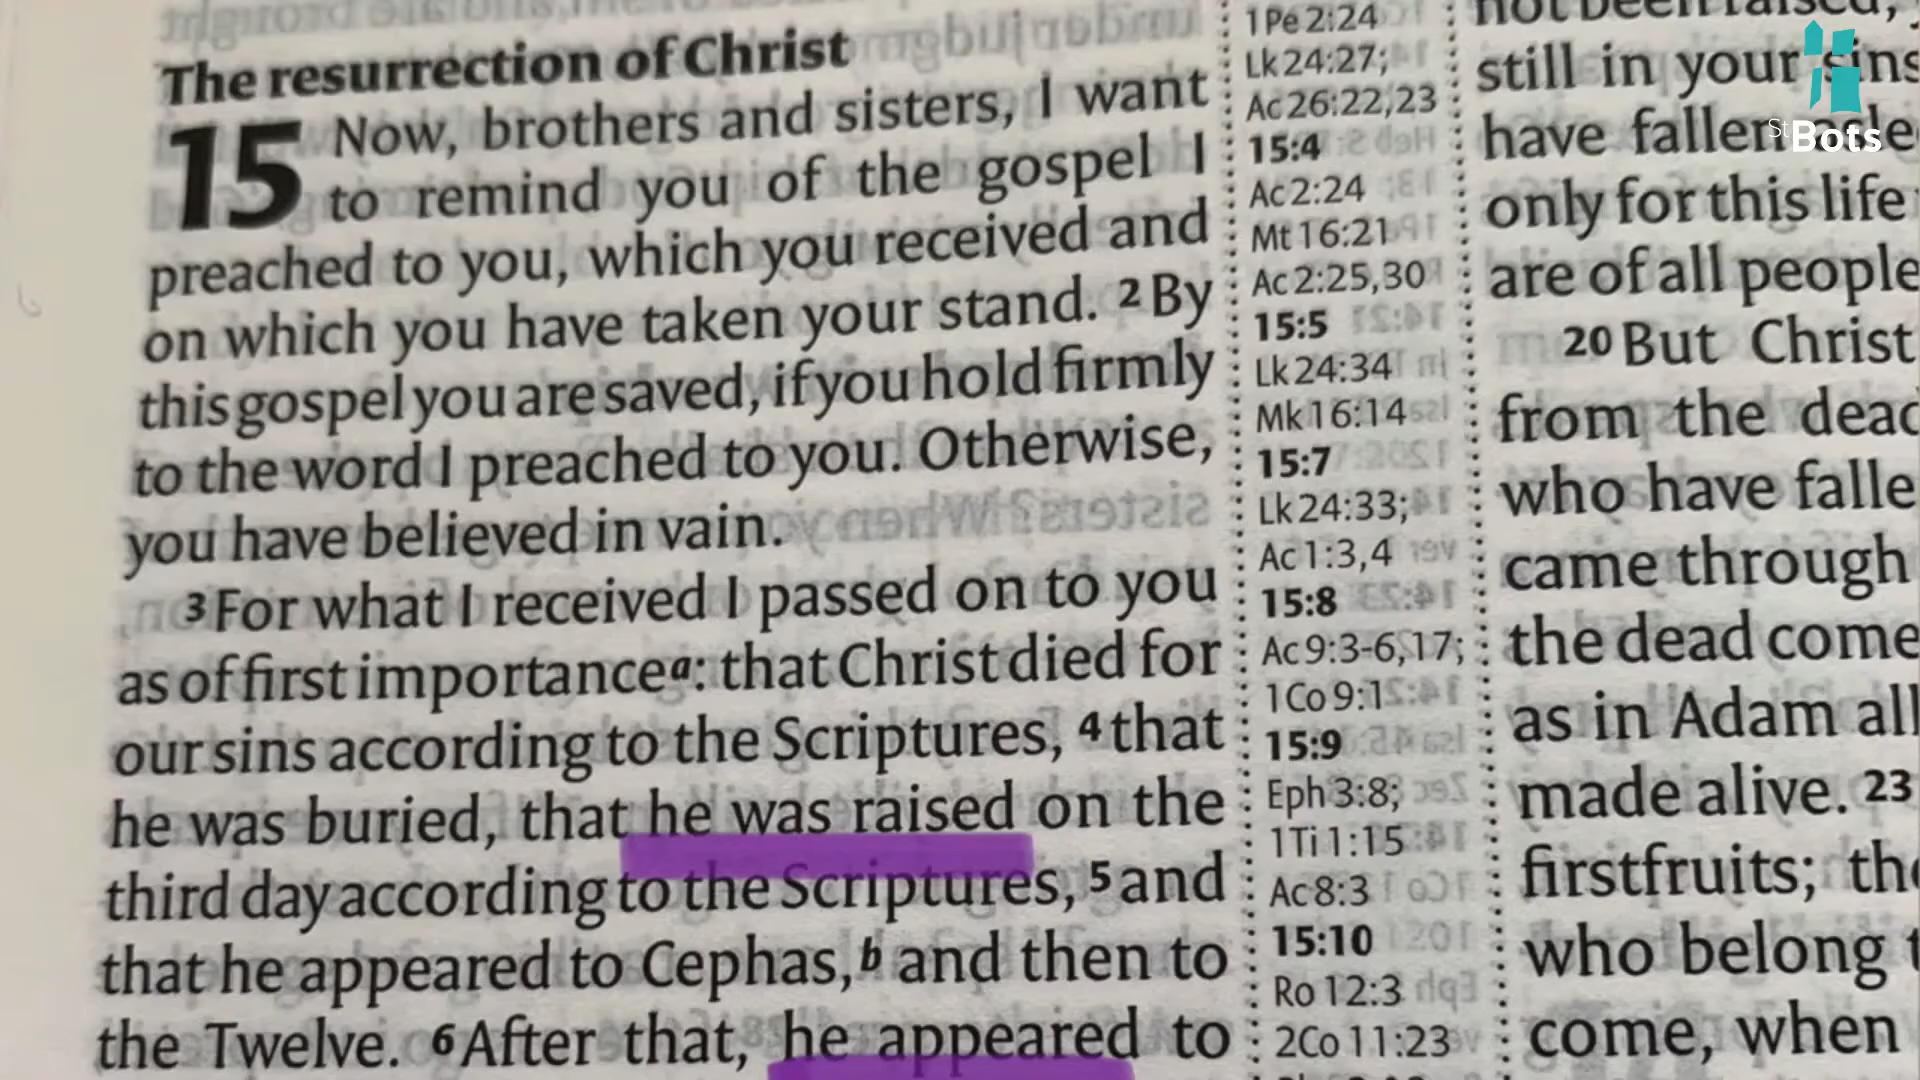 The resurrection of Christ
15 Now, brothers and sisters, I want
to remind you of the gospel I
preached to you, which you received and
on which you have taken your stand. 2 By
this gospel you are saved, if you hold firmly
to the word I preached to you. Otherwise,
you have believed in vain.
3 For what I received I passed on to you
as of first importance a: that Christ died for
our sins according to the Scriptures, 4 that
he was buried, that he was raised on the
third day according to the Scriptures, 5 and
that he appeared to Cephas, b and then to
the Twelve. 6 After that, he appeared to
1Pe 2:24
Lk 24:27;
Ac 26:22,23
15:4
Ac 2:24
Mt 16:21
Ac 2:25,30
15:5
Lk 24:34
Mk 16:14
15:7
Lk 24:33;
Ac 1:3,4
15:8
Ac 9:3-6,17;
1Co 9:1
15:9
Eph 3:8;
1Ti 1:15
Ac 8:3
15:10
Ro 12:3
2Co 11:23
not been raised,
still in your sins
have fallen
only for this life
are of all people
20 But Christ
from the dead
who have falle
came through
the dead come
as in Adam all
made alive. 23
firstfruits; the
who belong t
come, when
St Bots